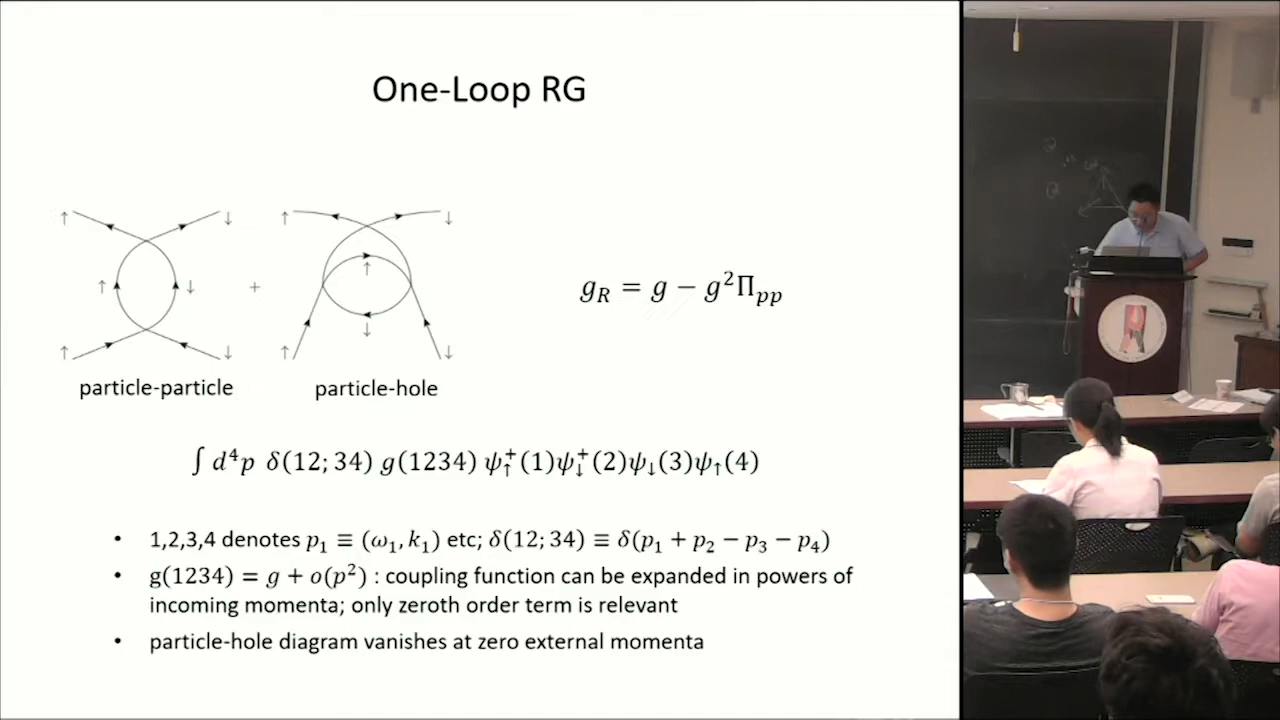 One-Loop RG
↑ ↓ ↑ ↓
↑ ↓ + ↑ g_R = g − g²Π_pp
↓
↑ ↓ ↑ ↓
particle-particle particle-hole
∫ d⁴p δ(12; 34) g(1234) ψ↑⁺(1)ψ↓⁺(2)ψ↓(3)ψ↑(4)
• 1,2,3,4 denotes p₁ ≡ (ω₁, k₁) etc; δ(12; 34) ≡ δ(p₁ + p₂ − p₃ − p₄)
• g(1234) = g + o(p²) : coupling function can be expanded in powers of
incoming momenta; only zeroth order term is relevant
• particle-hole diagram vanishes at zero external momenta